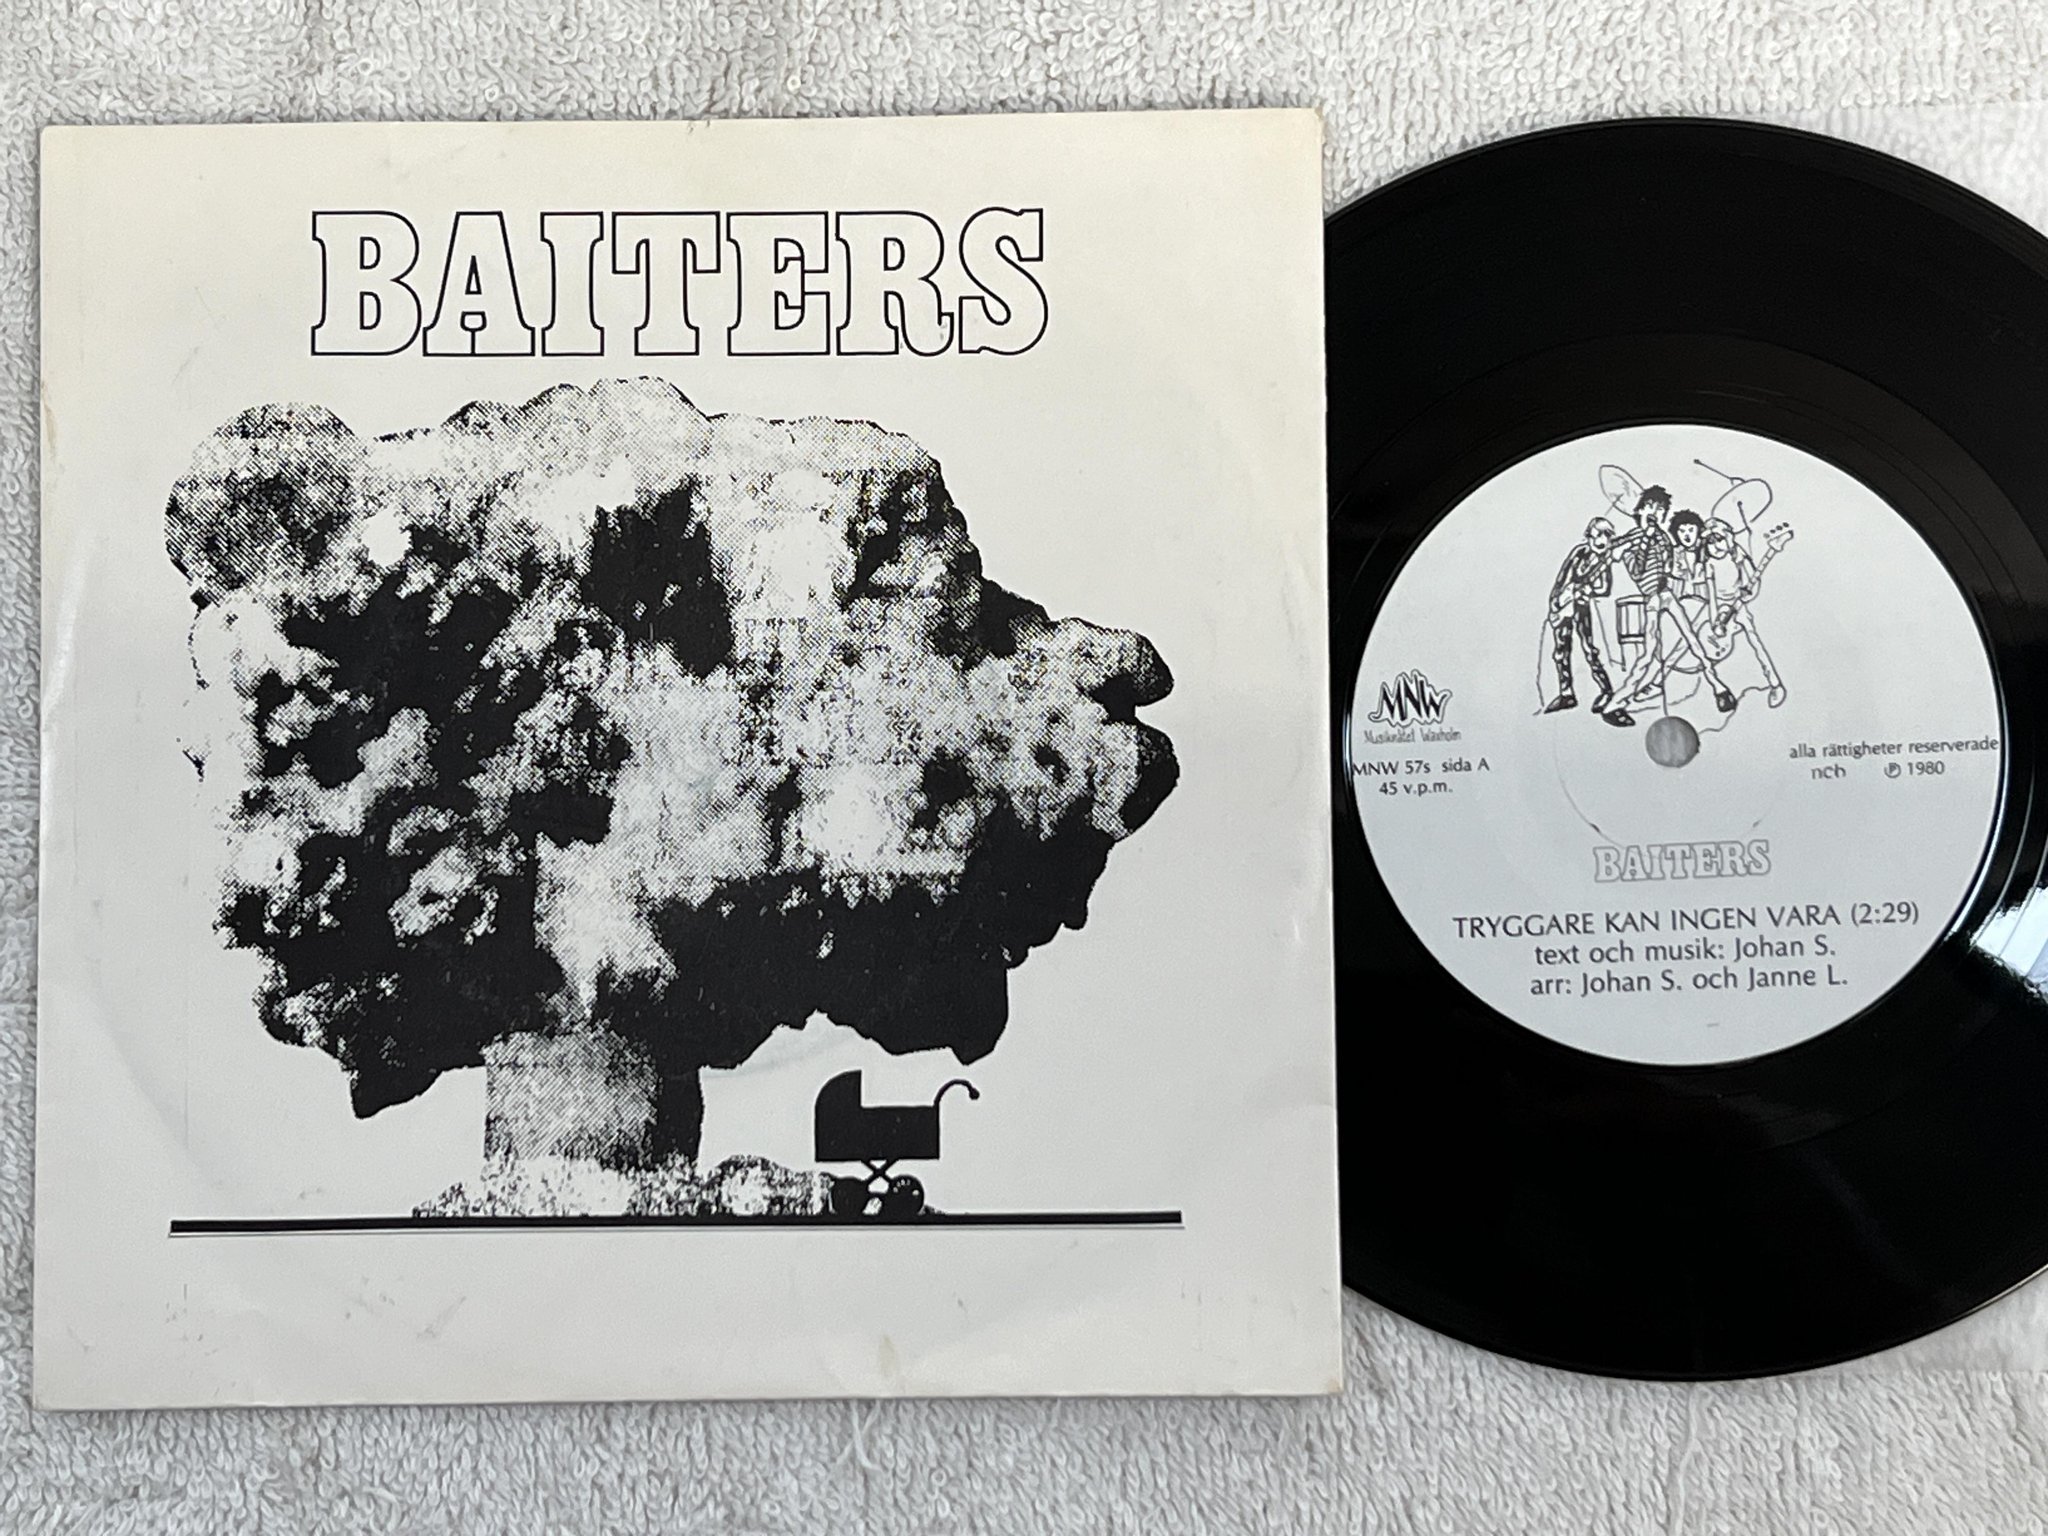 BAITERS
MNW
Musiknätet Waxholm
MNW 57s sida A
45 v.p.m.
alla rättigheter reserverade
ncb ℗ 1980
BAITERS
TRYGGARE KAN INGEN VARA (2:29)
text och musik: Johan S.
arr: Johan S. och Janne L.